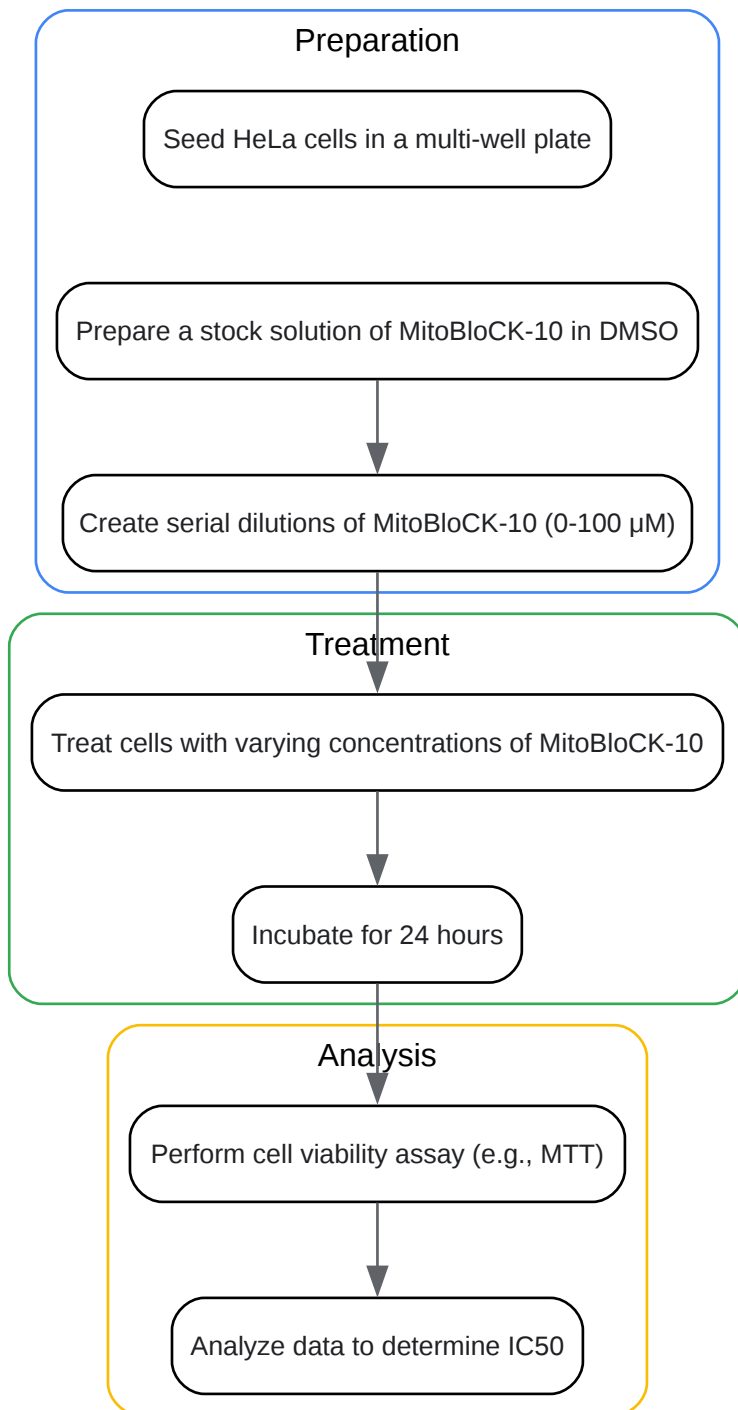 Preparation
Seed HeLa cells in a multi-well plate
Prepare a stock solution of MitoBloCK-10 in DMSO
Create serial dilutions of MitoBloCK-10 (0-100 μM)
Treatment
Treat cells with varying concentrations of MitoBloCK-10
Incubate for 24 hours
Analysis
Perform cell viability assay (e.g., MTT)
Analyze data to determine IC50